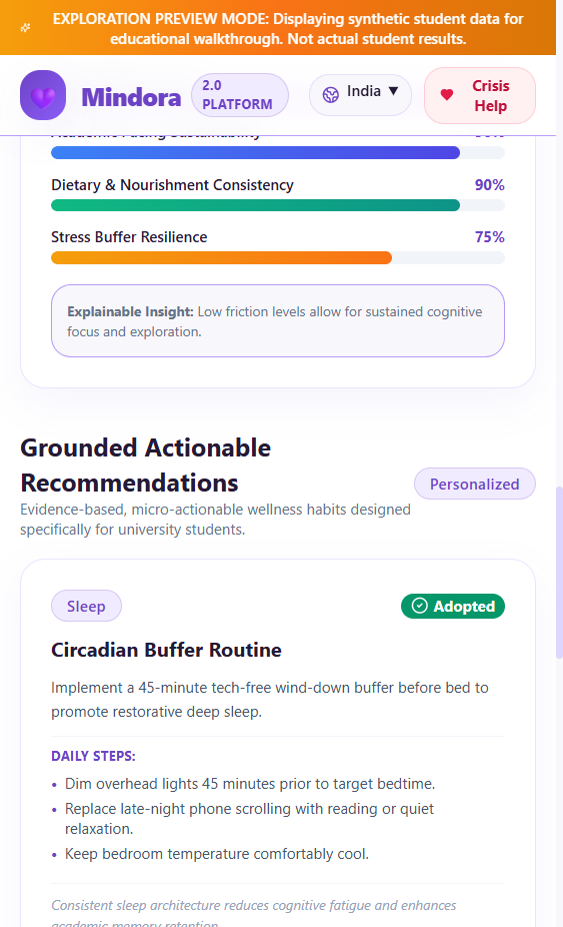 EXPLORATION PREVIEW MODE: Displaying synthetic student data for
educational walkthrough. Not actual student results.
Mindora
2.0
PLATFORM
India ▼
Crisis
Help
Dietary & Nourishment Consistency
90%
Stress Buffer Resilience
75%
Explainable Insight: Low friction levels allow for sustained cognitive
focus and exploration.
Grounded Actionable
Recommendations
Personalized
Evidence-based, micro-actionable wellness habits designed
specifically for university students.
Sleep
Adopted
Circadian Buffer Routine
Implement a 45-minute tech-free wind-down buffer before bed to
promote restorative deep sleep.
DAILY STEPS:
• Dim overhead lights 45 minutes prior to target bedtime.
• Replace late-night phone scrolling with reading or quiet
relaxation.
• Keep bedroom temperature comfortably cool.
Consistent sleep architecture reduces cognitive fatigue and enhances
academic memory retention.